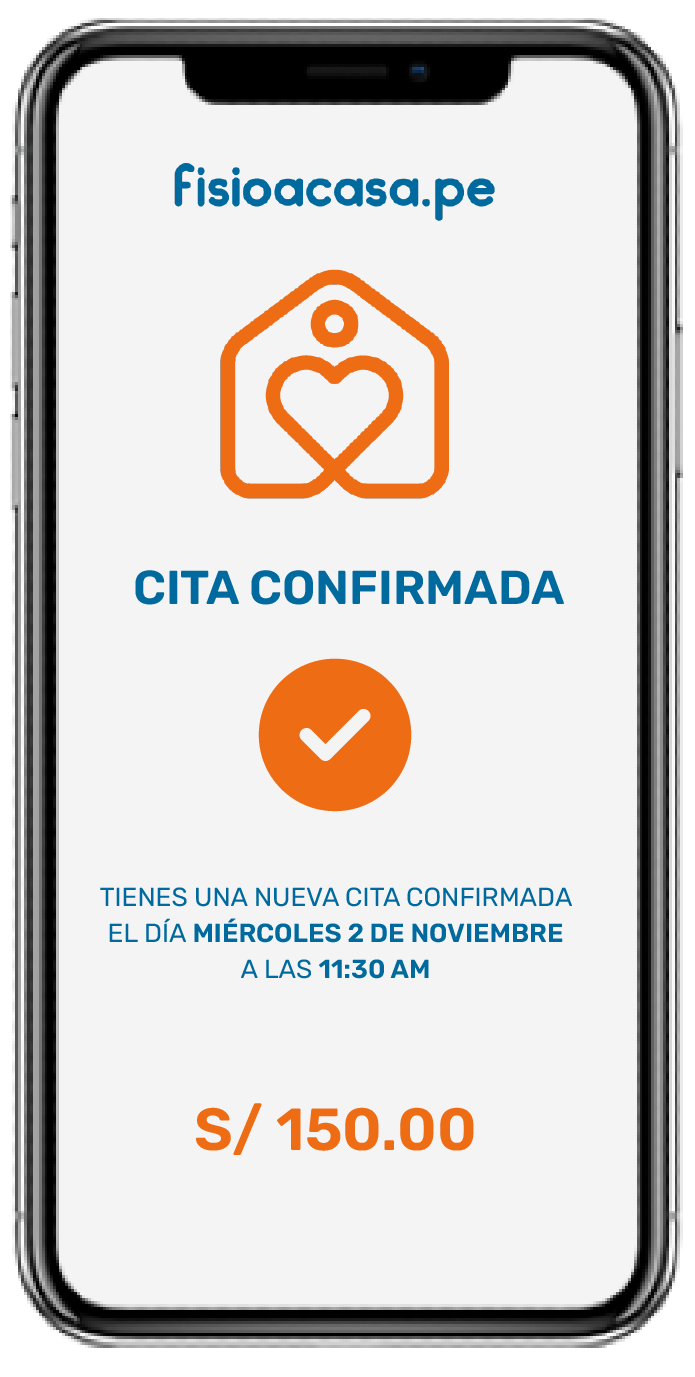 fisioacasa.pe
CITA CONFIRMADA
TIENES UNA NUEVA CITA CONFIRMADA
EL DÍA MIÉRCOLES 2 DE NOVIEMBRE
A LAS 11:30 AM
S/ 150.00